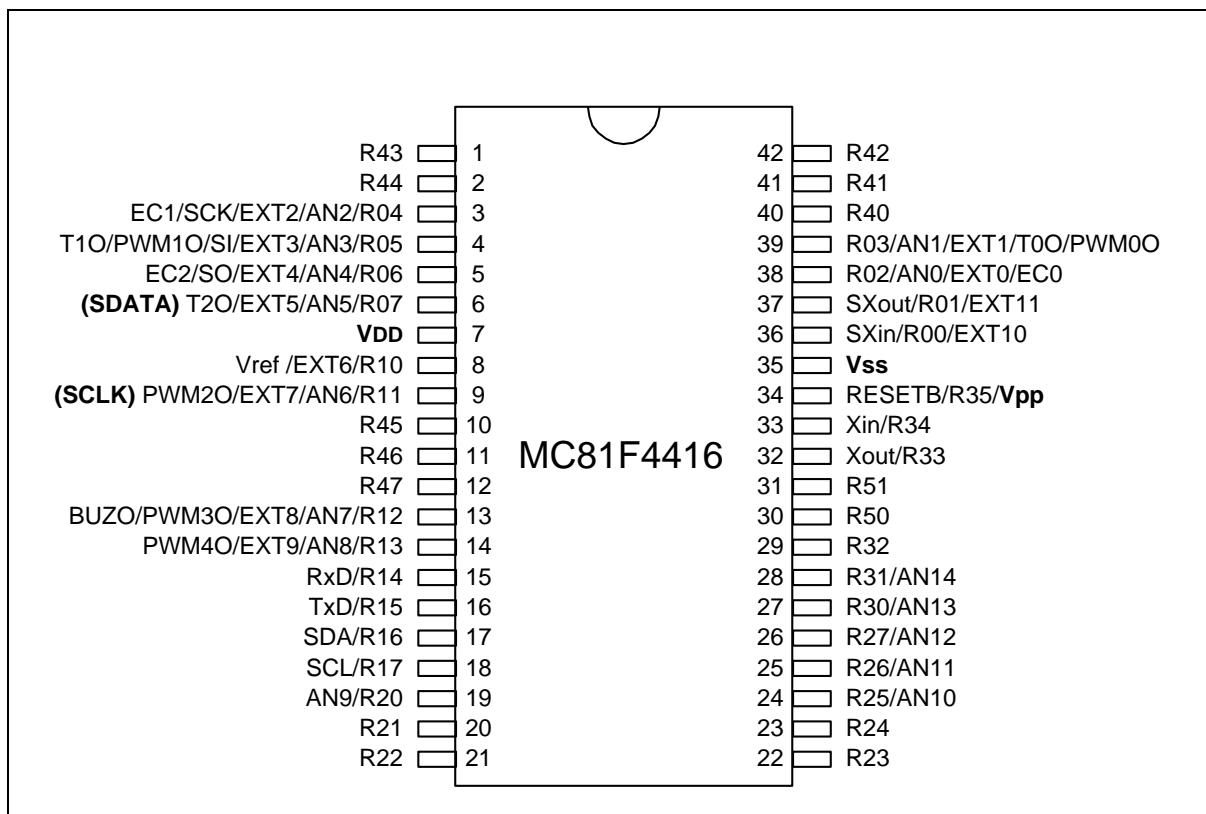 R43 1 42 R42
R44 2 41 R41
EC1/SCK/EXT2/AN2/R04 3 40 R40
T1O/PWM1O/SI/EXT3/AN3/R05 4 39 R03/AN1/EXT1/T0O/PWM0O
EC2/SO/EXT4/AN4/R06 5 38 R02/AN0/EXT0/EC0
(SDATA) T2O/EXT5/AN5/R07 6 37 SXout/R01/EXT11
VDD 7 36 SXin/R00/EXT10
Vref /EXT6/R10 8 35 Vss
(SCLK) PWM2O/EXT7/AN6/R11 9 34 RESETB/R35/Vpp
R45 10 33 Xin/R34
R46 11 MC81F4416 32 Xout/R33
R47 12 31 R51
BUZO/PWM3O/EXT8/AN7/R12 13 30 R50
PWM4O/EXT9/AN8/R13 14 29 R32
RxD/R14 15 28 R31/AN14
TxD/R15 16 27 R30/AN13
SDA/R16 17 26 R27/AN12
SCL/R17 18 25 R26/AN11
AN9/R20 19 24 R25/AN10
R21 20 23 R24
R22 21 22 R23